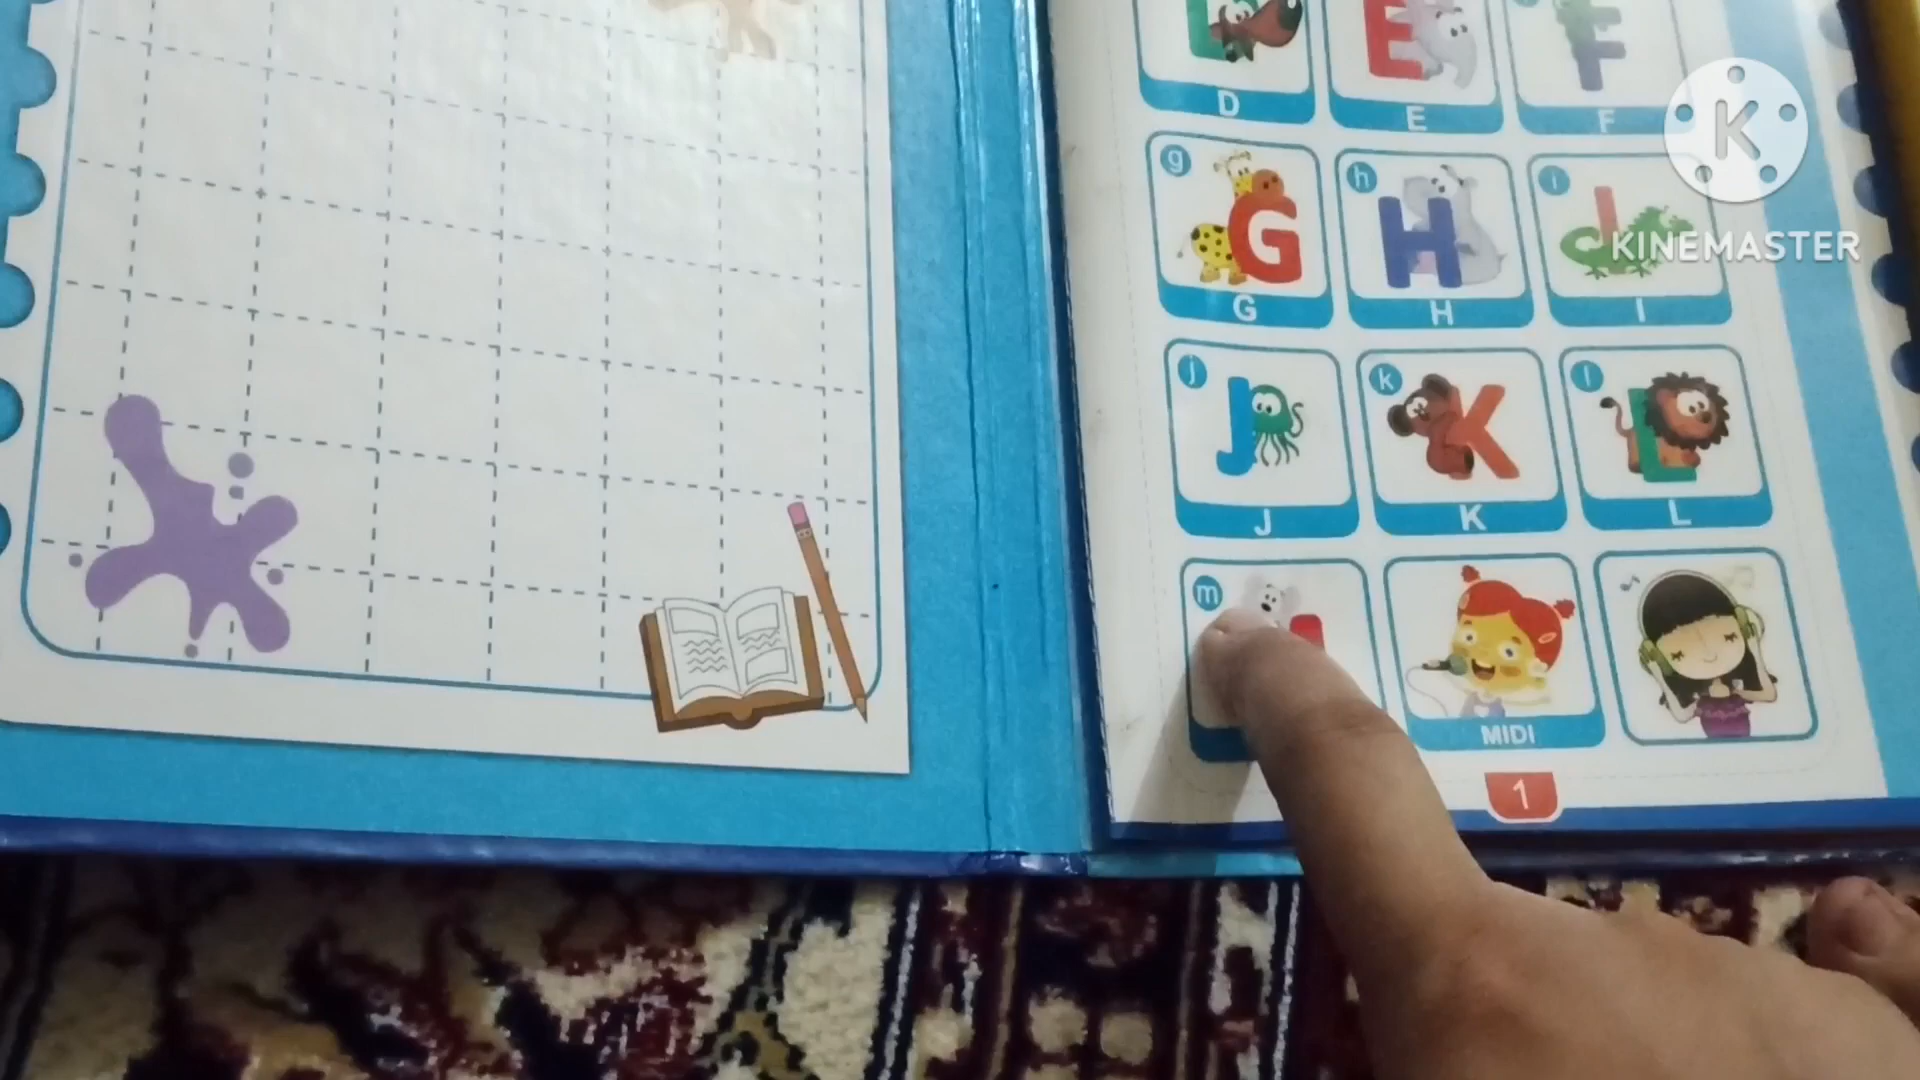 D E F
K
g h i
G H I
KINEMASTER
G H I
j k l
J K L
J K L
m
MIDI
1